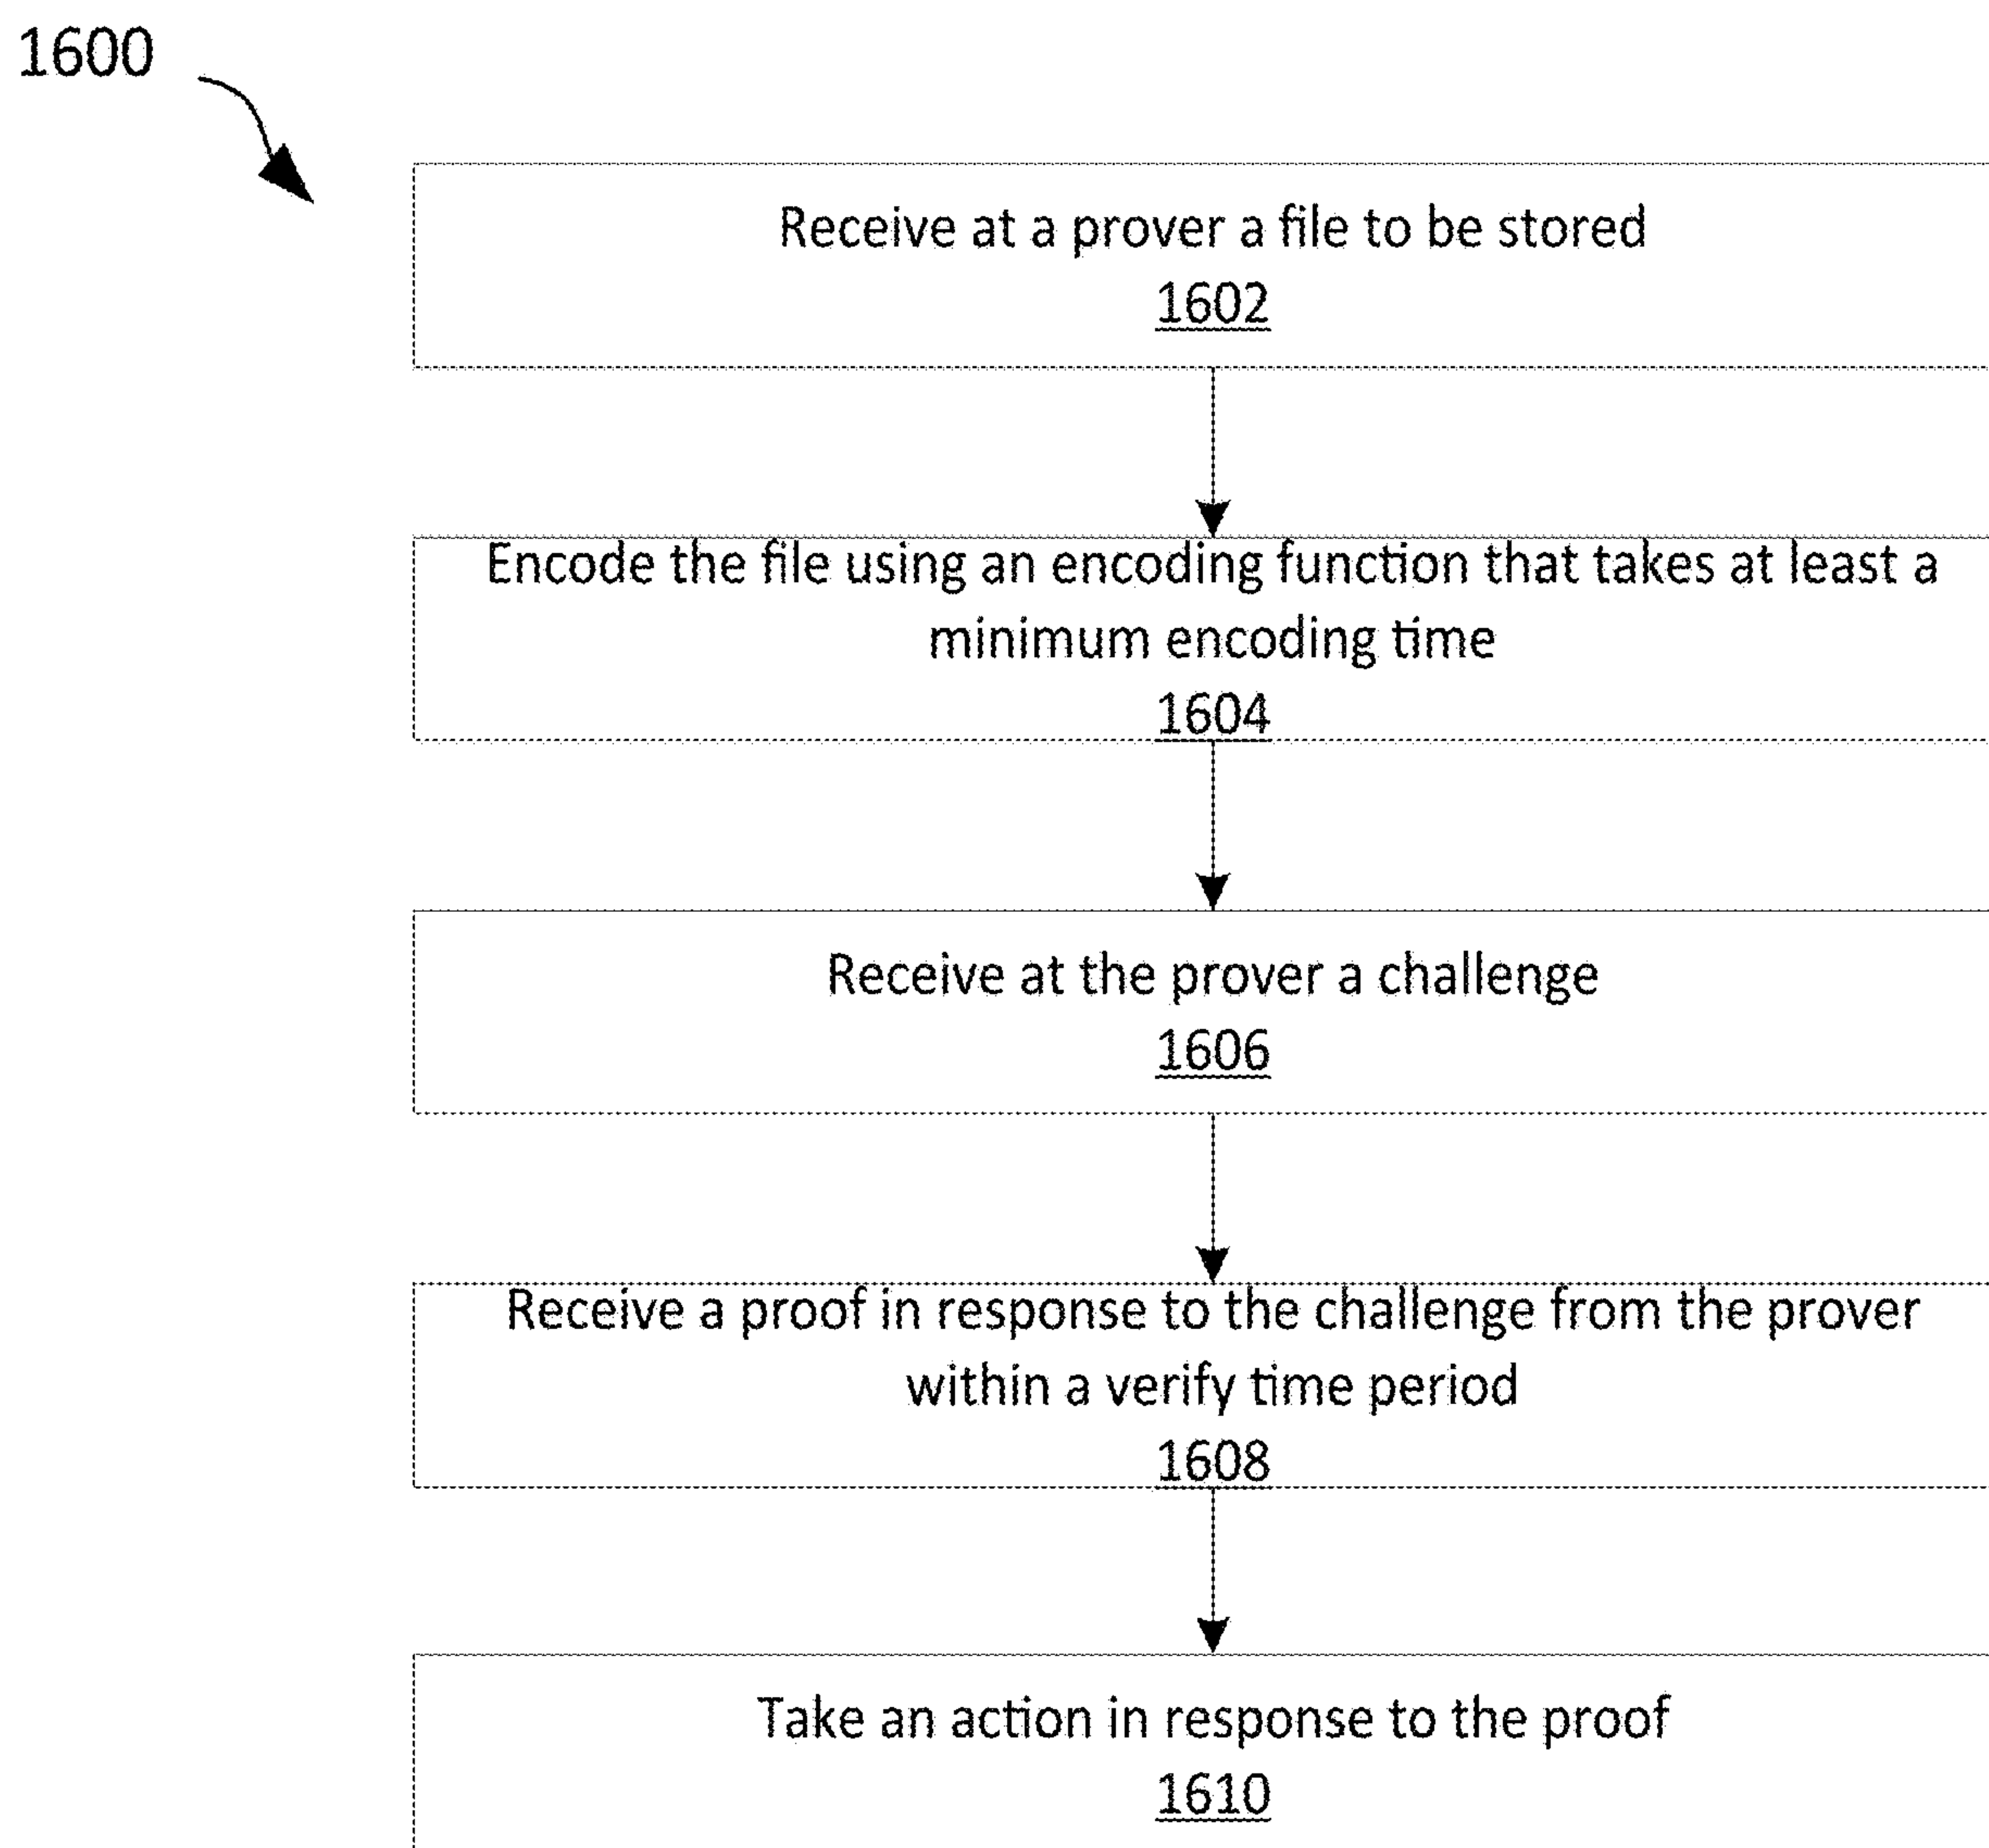 1600
Receive at a prover a file to be stored
1602
Encode the file using an encoding function that takes at least a
minimum encoding time
1604
Receive at the prover a challenge
1606
Receive a proof in response to the challenge from the prover
within a verify time period
1608
Take an action in response to the proof
1610